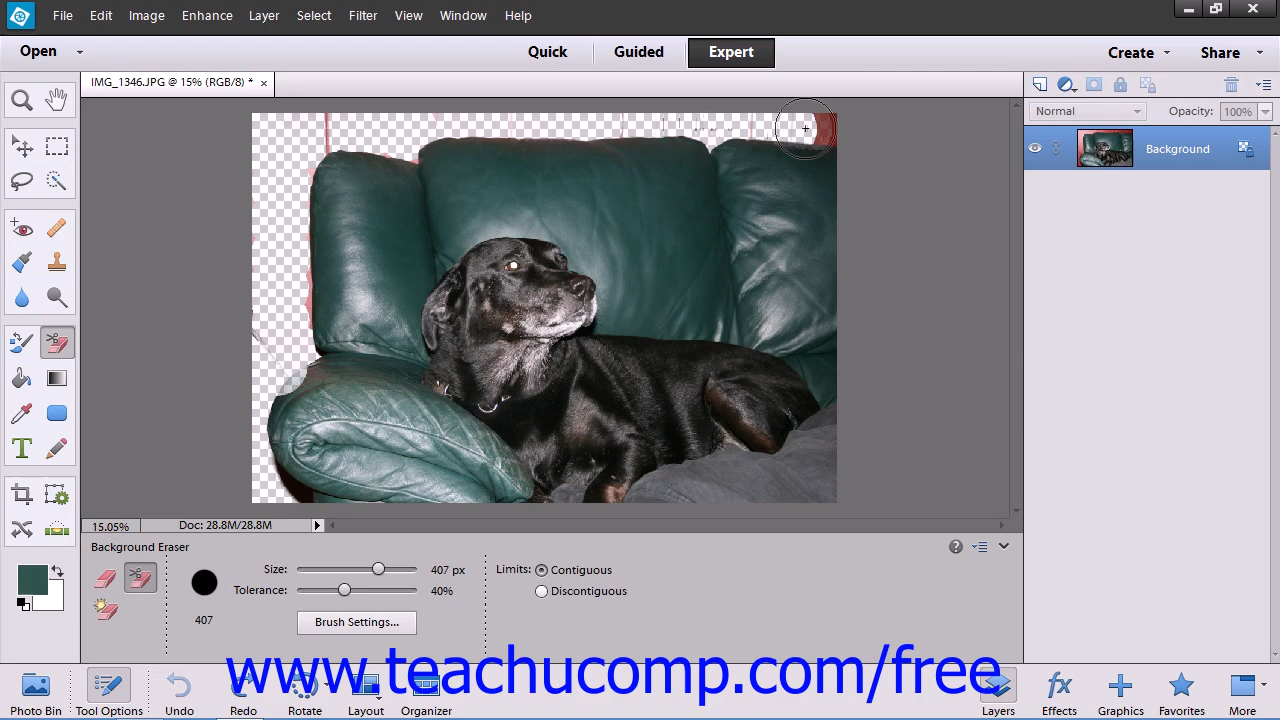 File Edit Image Enhance Layer Select Filter View Window Help
Open Quick Guided Expert Create Share
IMG_1346.JPG @ 15% (RGB/8) * ×
Normal Opacity: 100%
Background
15.05% Doc: 28.8M/28.8M
Background Eraser
Size: 407 px Limits: Contiguous
Tolerance: 40% Discontiguous
407 Brush Settings...
www.teachucomp.com/free
Photo Bin Tool Options Undo Redo Rotate Layout Organizer Layers Effects Graphics Favorites More